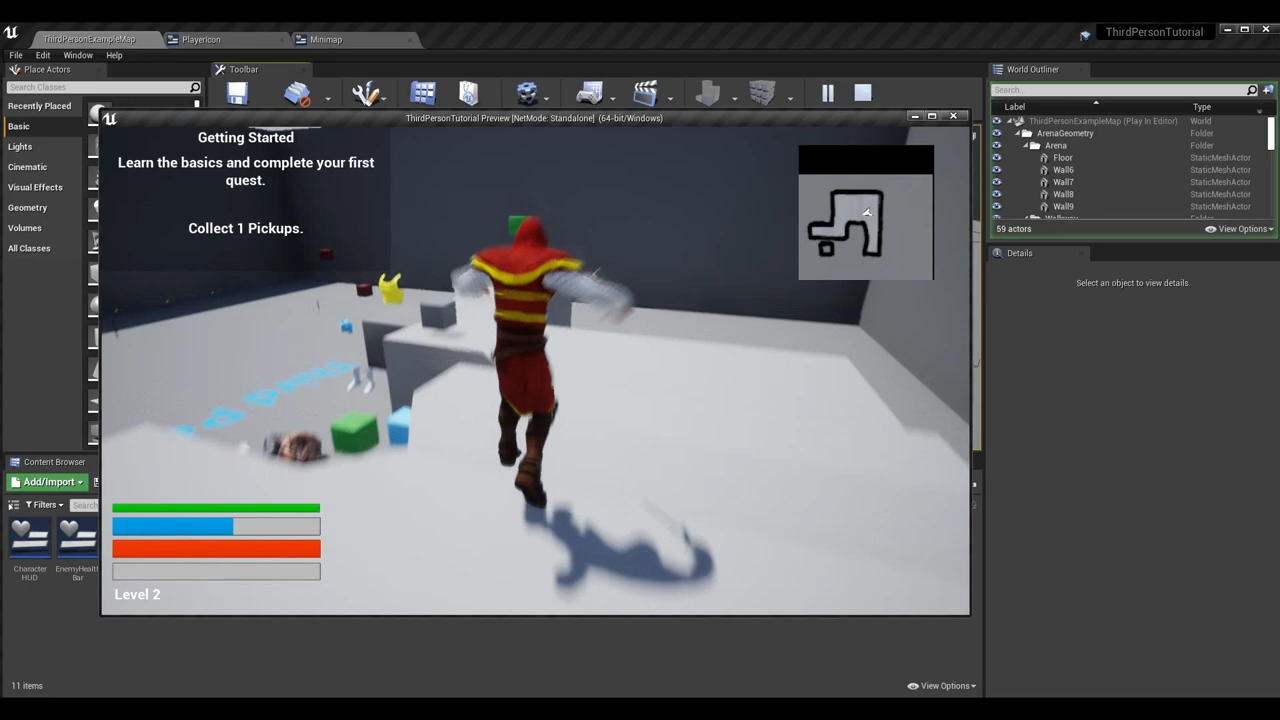 ThirdPersonExampleMap
PlayerIcon
Minimap
ThirdPersonTutorial
File Edit Window Help
Place Actors
Toolbar
World Outliner
Search Classes
Search...
Recently Placed
Label Type
ThirdPersonTutorial Preview [NetMode: Standalone] (64-bit/Windows)
ThirdPersonExampleMap (Play In Editor) World
Basic
ArenaGeometry Folder
Getting Started
Lights
Arena Folder
Learn the basics and complete your first
quest.
Floor StaticMeshActor
Cinematic
Wall6 StaticMeshActor
Visual Effects
Wall7 StaticMeshActor
Wall8 StaticMeshActor
Geometry
Wall9 StaticMeshActor
Volumes
Collect 1 Pickups.
59 actors View Options
All Classes
Details
Select an object to view details.
Content Browser
Add/Import
Filters
Search
Character
HUD
EnemyHealth
Bar
Level 2
11 items
View Options